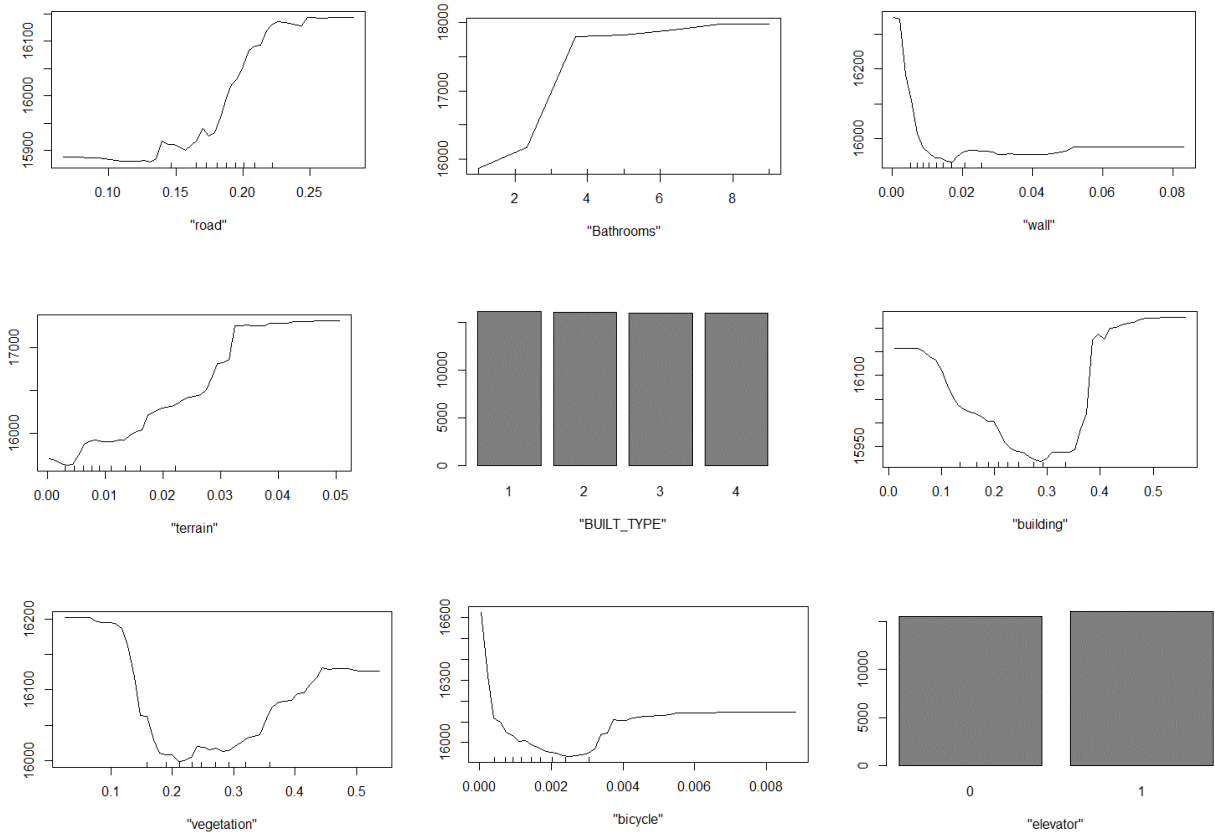 15900 16000 16100
0.10 0.15 0.20 0.25
"road"
16000 17000 18000
2 4 6 8
"Bathrooms"
16000 16200
0.00 0.02 0.04 0.06 0.08
"wall"
16000 17000
0.00 0.01 0.02 0.03 0.04 0.05
"terrain"
0 5000 10000
1 2 3 4
"BUILT_TYPE"
15950 16100
0.0 0.1 0.2 0.3 0.4 0.5
"building"
16000 16100 16200
0.1 0.2 0.3 0.4 0.5
"vegetation"
16000 16300 16600
0.000 0.002 0.004 0.006 0.008
"bicycle"
0 5000 10000
0 1
"elevator"